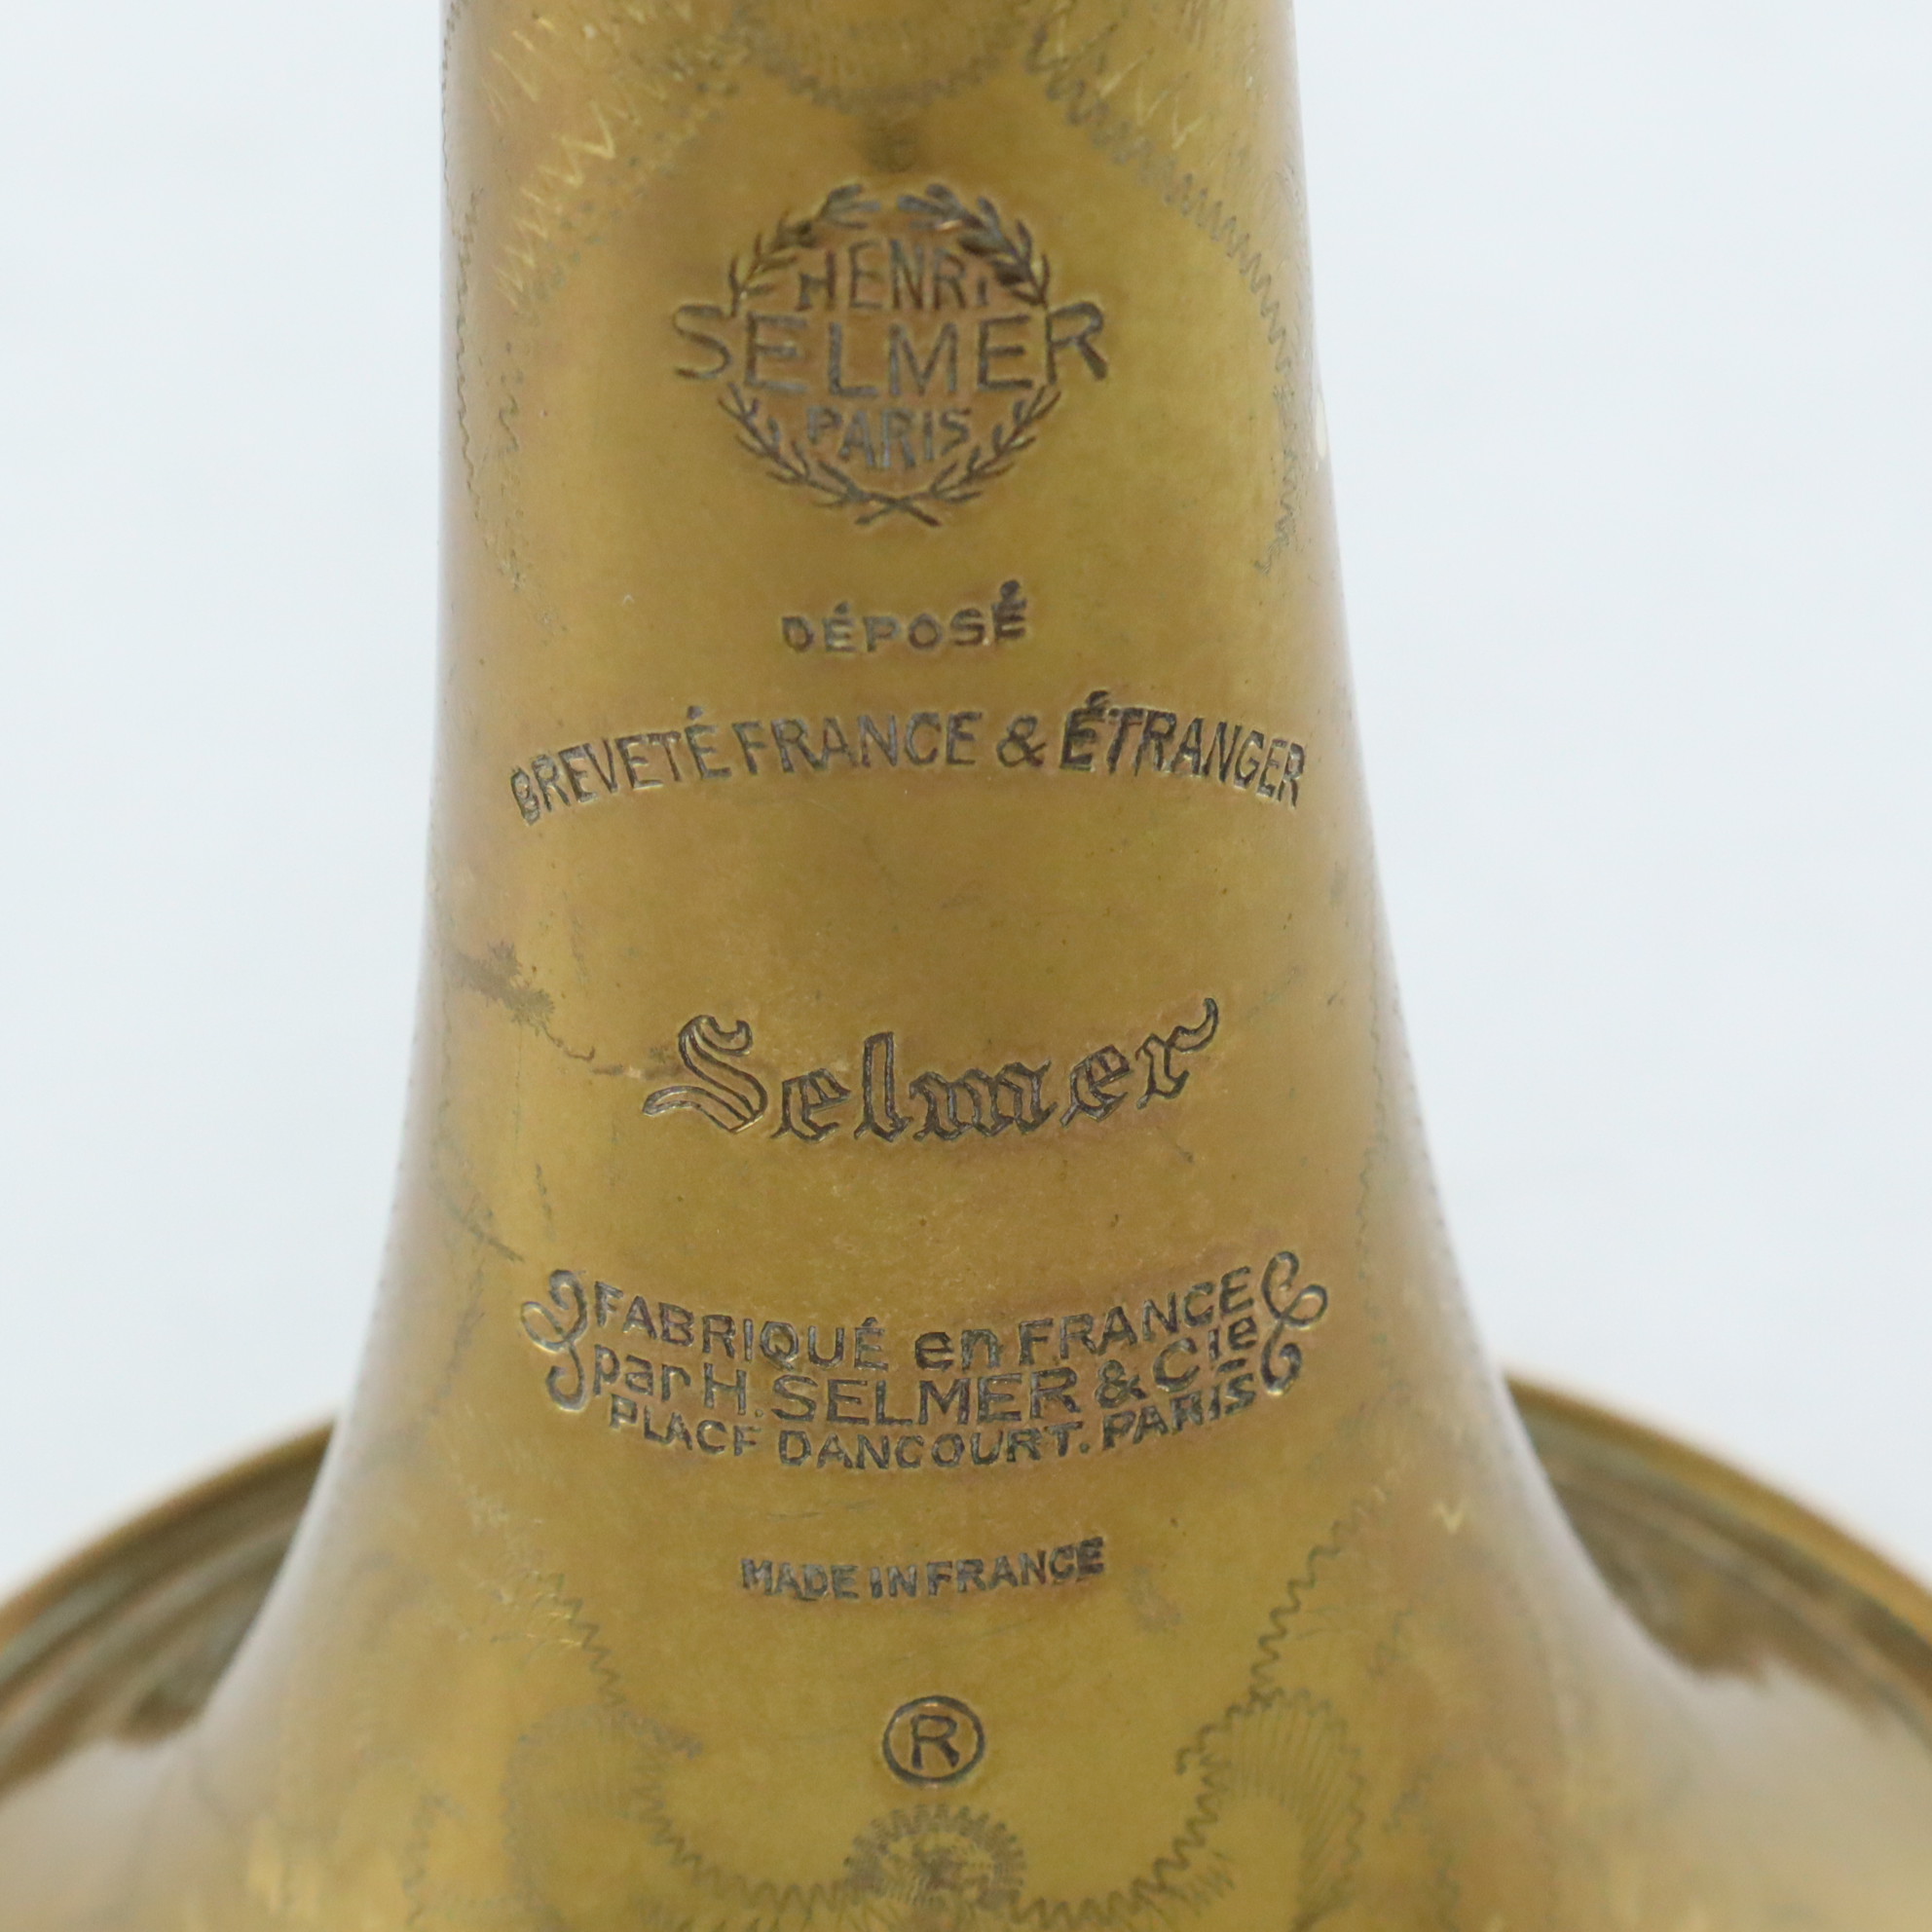 HENRI
SELMER
PARIS
DÉPOSÉ
BREVETÉ FRANCE & ÉTRANGER
Selmer
FABRIQUÉ en FRANCE
par H. SELMER & Cie
PLACE DANCOURT. PARIS
MADE IN FRANCE
®